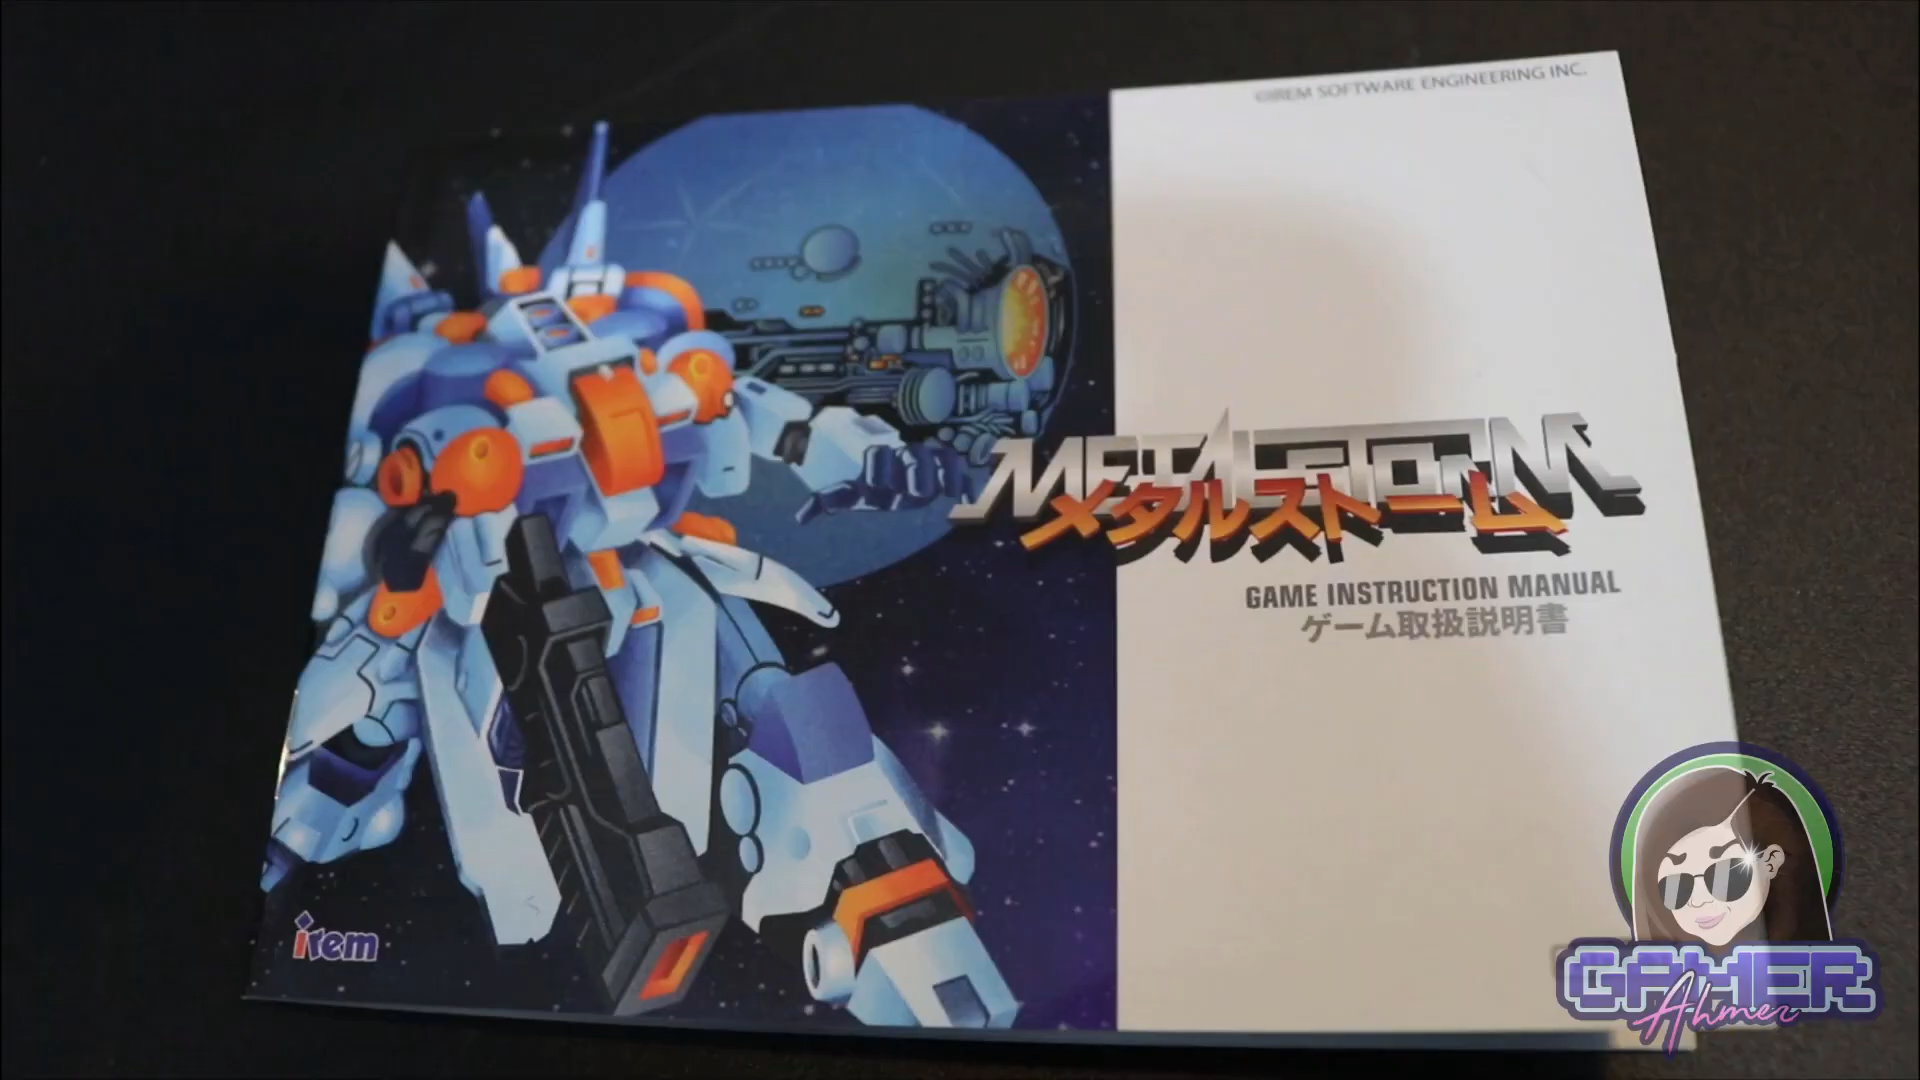 ©IREM SOFTWARE ENGINEERING INC.
METAL STORM
メタルストーム
GAME INSTRUCTION MANUAL
ゲーム取扱説明書
irem
GAMER
Ahmer